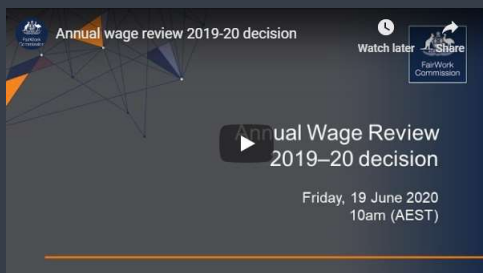 Annual wage review 2019-20 decision
Watch later
Share
FairWork
Commission
Annual Wage Review
2019–20 decision
Friday, 19 June 2020
10am (AEST)